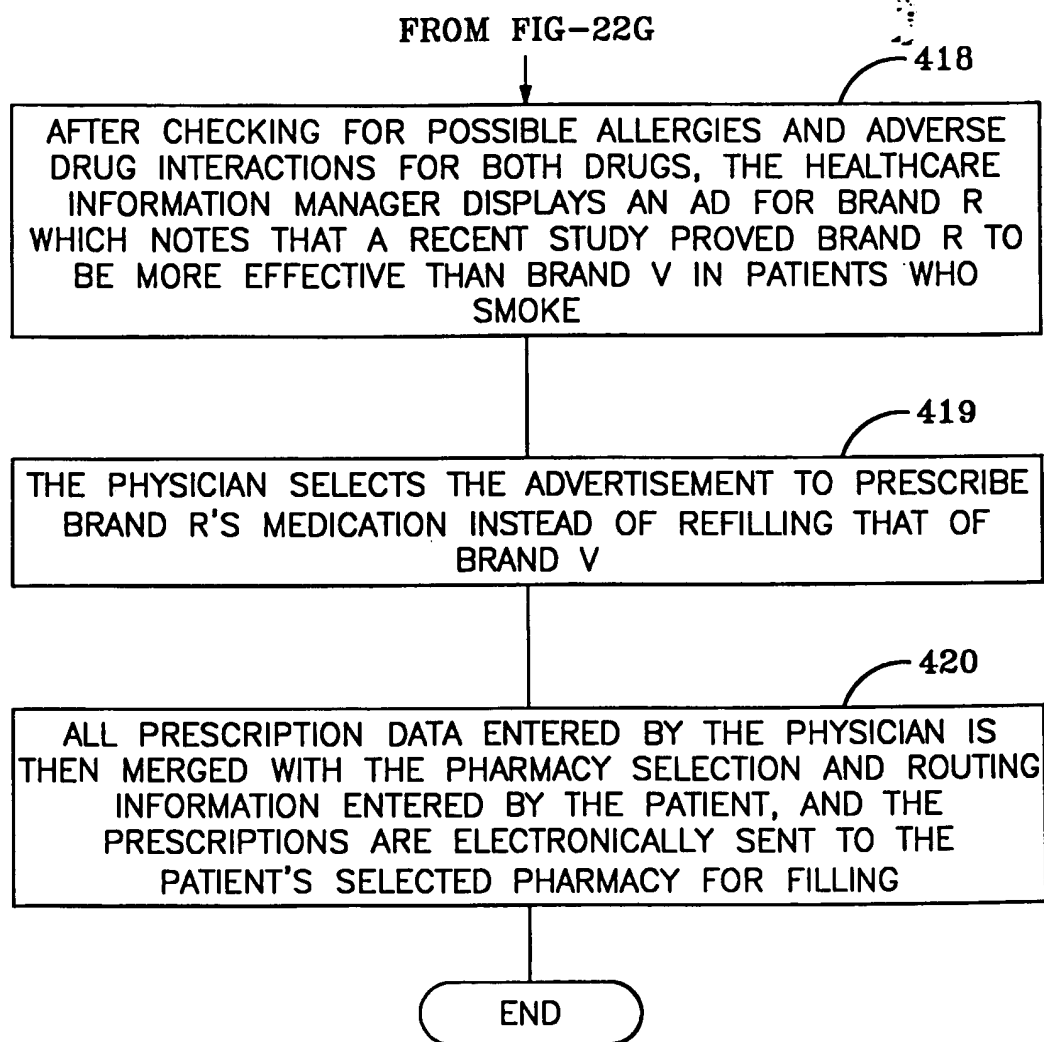 FROM FIG-22G
418
AFTER CHECKING FOR POSSIBLE ALLERGIES AND ADVERSE
DRUG INTERACTIONS FOR BOTH DRUGS, THE HEALTHCARE
INFORMATION MANAGER DISPLAYS AN AD FOR BRAND R
WHICH NOTES THAT A RECENT STUDY PROVED BRAND R TO
BE MORE EFFECTIVE THAN BRAND V IN PATIENTS WHO
SMOKE
419
THE PHYSICIAN SELECTS THE ADVERTISEMENT TO PRESCRIBE
BRAND R'S MEDICATION INSTEAD OF REFILLING THAT OF
BRAND V
420
ALL PRESCRIPTION DATA ENTERED BY THE PHYSICIAN IS
THEN MERGED WITH THE PHARMACY SELECTION AND ROUTING
INFORMATION ENTERED BY THE PATIENT, AND THE
PRESCRIPTIONS ARE ELECTRONICALLY SENT TO THE
PATIENT'S SELECTED PHARMACY FOR FILLING
END